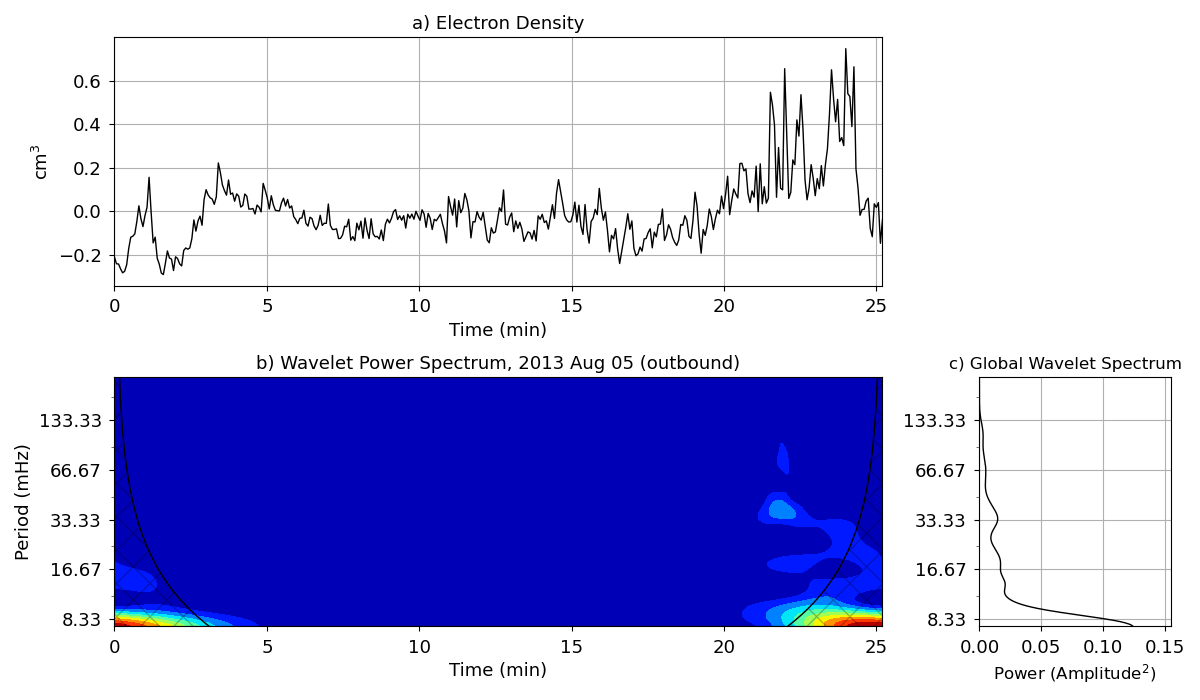 a) Electron Density
cm³
0.6
0.4
0.2
0.0
−0.2
0 5 10 15 20 25
Time (min)
b) Wavelet Power Spectrum, 2013 Aug 05 (outbound)
Period (mHz)
133.33
66.67
33.33
16.67
8.33
0 5 10 15 20 25
Time (min)
c) Global Wavelet Spectrum
133.33
66.67
33.33
16.67
8.33
0.00 0.05 0.10 0.15
Power (Amplitude²)